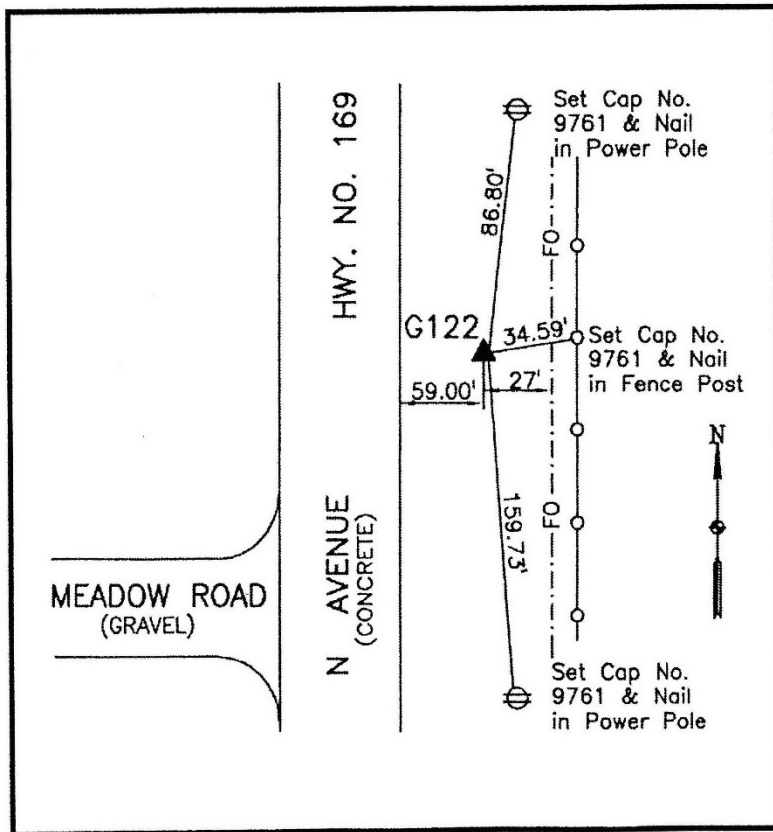 Set Cap No.
9761 & Nail
in Power Pole
HWY. NO. 169
86.80'
FO
G122
34.59'
Set Cap No.
9761 & Nail
in Fence Post
59.00'
27'
N
159.73'
FO
N AVENUE
(CONCRETE)
MEADOW ROAD
(GRAVEL)
Set Cap No.
9761 & Nail
in Power Pole